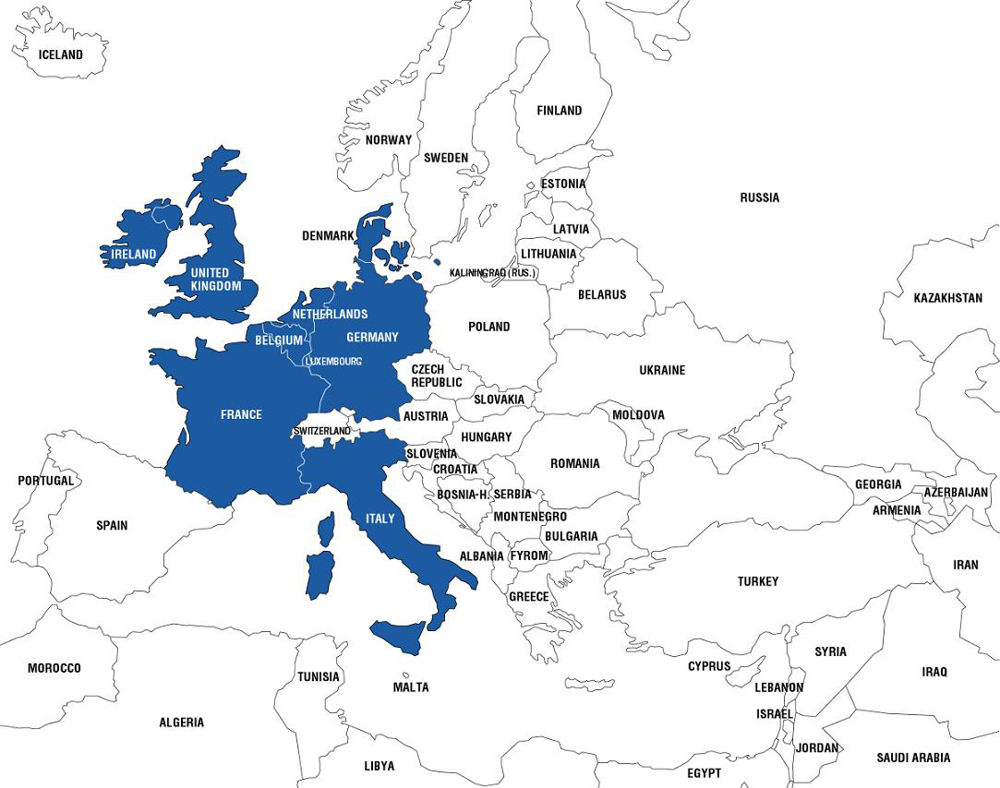 ICELAND
FINLAND
NORWAY
SWEDEN
ESTONIA
RUSSIA
LATVIA
DENMARK
LITHUANIA
IRELAND
KALININGRAD (RUS.)
UNITED
KINGDOM
BELARUS
KAZAKHSTAN
NETHERLANDS
POLAND
BELGIUM
GERMANY
LUXEMBOURG
CZECH
REPUBLIC
UKRAINE
SLOVAKIA
FRANCE
AUSTRIA
MOLDOVA
SWITZERLAND
HUNGARY
SLOVENIA
CROATIA
ROMANIA
PORTUGAL
GEORGIA
AZERBAIJAN
BOSNIA-H.
SERBIA
ARMENIA
SPAIN
ITALY
MONTENEGRO
BULGARIA
ALBANIA
FYROM
IRAN
TURKEY
GREECE
SYRIA
MOROCCO
CYPRUS
IRAQ
TUNISIA
MALTA
LEBANON
ISRAEL
ALGERIA
JORDAN
SAUDI ARABIA
LIBYA
EGYPT